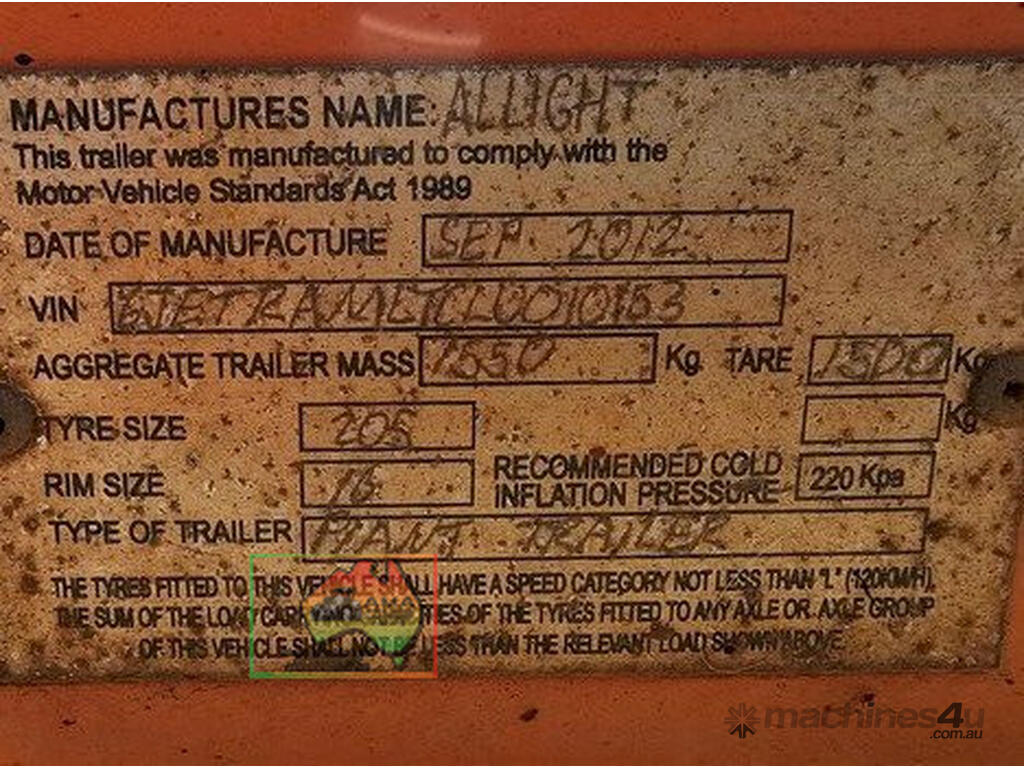 MANUFACTURES NAME: ALLIGHT
This trailer was manufactured to comply with the
Motor Vehicle Standards Act 1989
DATE OF MANUFACTURE SEP. 2012
VIN
AGGREGATE TRAILER MASS 1550 Kg TARE 1500 Kg
TYRE SIZE 205 Kg
RIM SIZE 16 RECOMMENDED COLD
INFLATION PRESSURE 220 Kpa
TYPE OF TRAILER PLANT TRAILER
THE TYRES FITTED TO THIS VEHICLE SHALL HAVE A SPEED CATEGORY NOT LESS THAN "L" (120KM/H).
THE SUM OF THE LOAD CARRYING CAPACITIES OF THE TYRES FITTED TO ANY AXLE OR AXLE GROUP
OF THIS VEHICLE SHALL NOT BE LESS THAN THE RELEVANT LOAD SHOWN ABOVE.
machines4u
.com.au